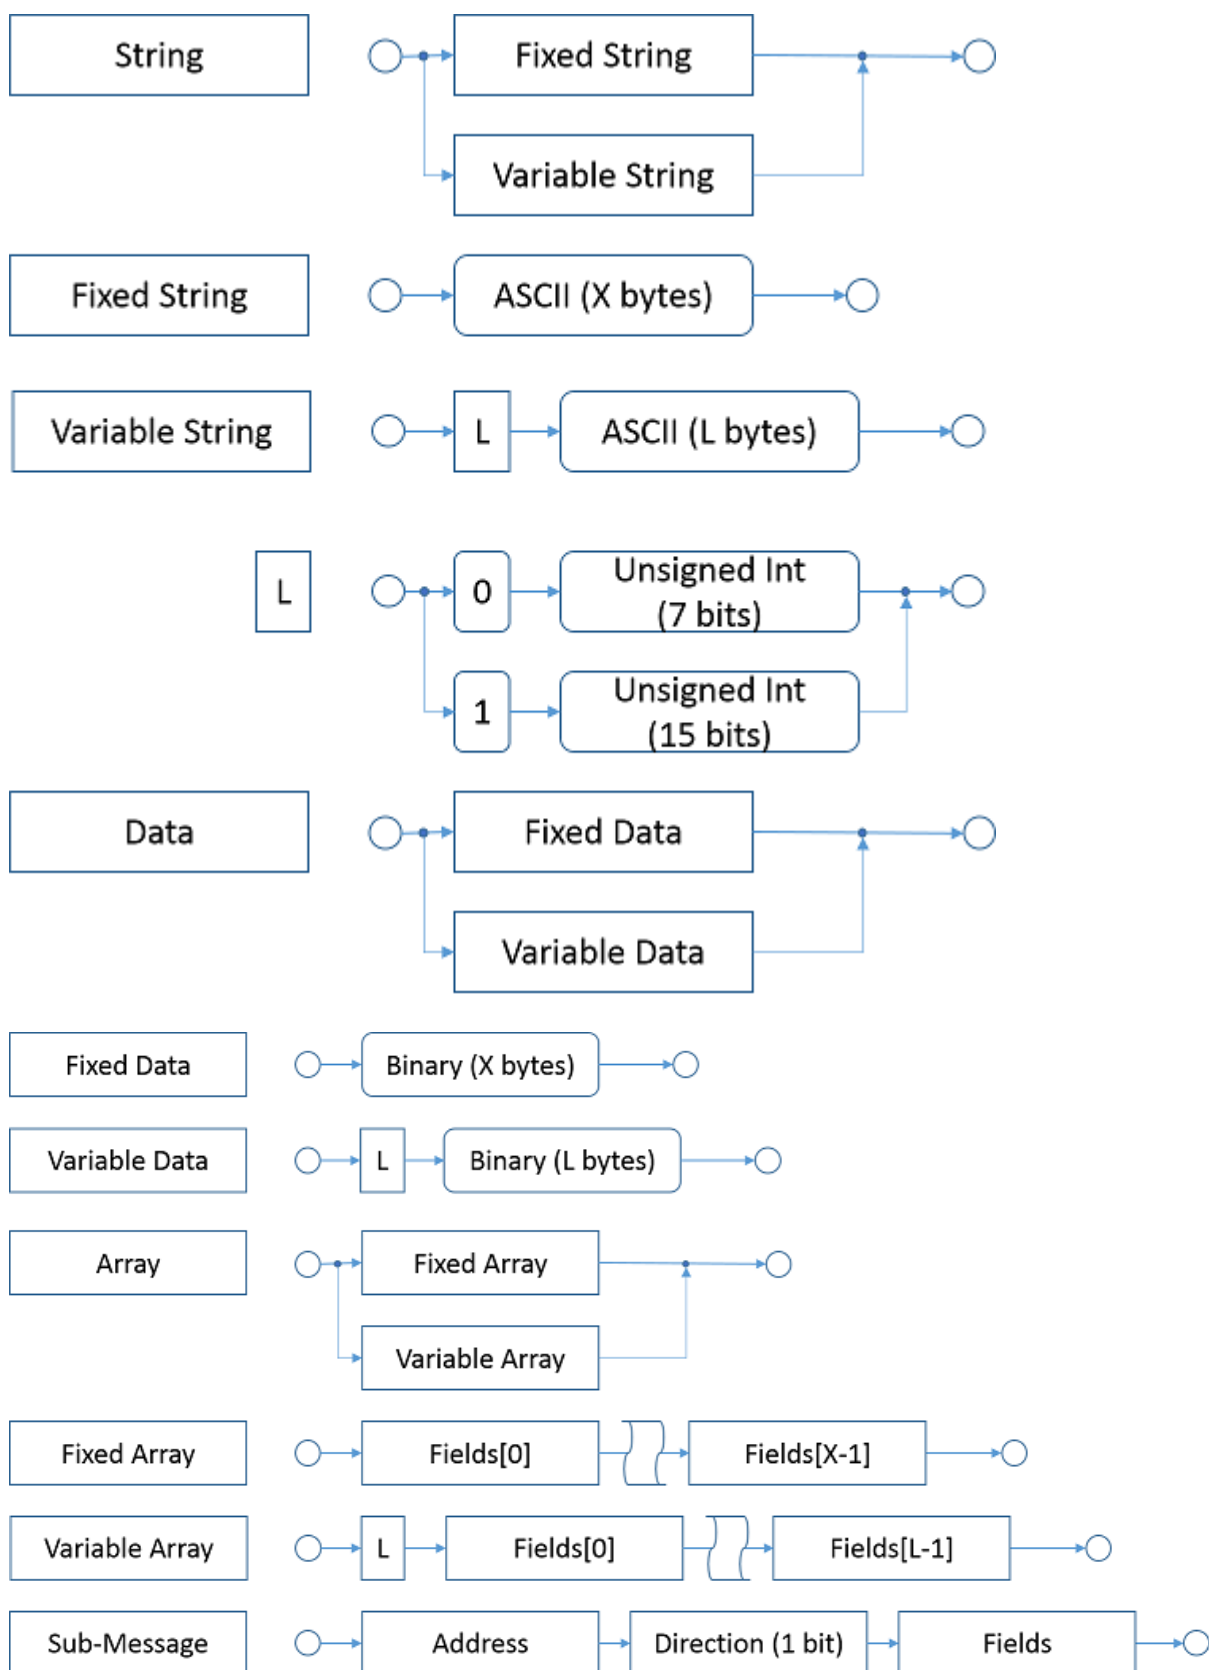 String
Fixed String
Variable String
Fixed String
ASCII (X bytes)
Variable String
L
ASCII (L bytes)
L
0
Unsigned Int
(7 bits)
1
Unsigned Int
(15 bits)
Data
Fixed Data
Variable Data
Fixed Data
Binary (X bytes)
Variable Data
L
Binary (L bytes)
Array
Fixed Array
Variable Array
Fixed Array
Fields[0]
Fields[X-1]
Variable Array
L
Fields[0]
Fields[L-1]
Sub-Message
Address
Direction (1 bit)
Fields